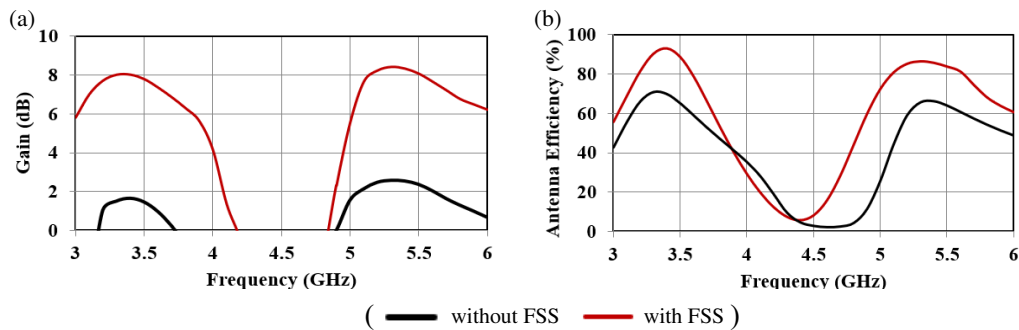 (a)
10
8
6
4
2
0
Gain (dB)
3 3.5 4 4.5 5 5.5 6
Frequency (GHz)
(b)
100
80
60
40
20
0
Antenna Efficiency (%)
3 3.5 4 4.5 5 5.5 6
Frequency (GHz)
( without FSS with FSS )